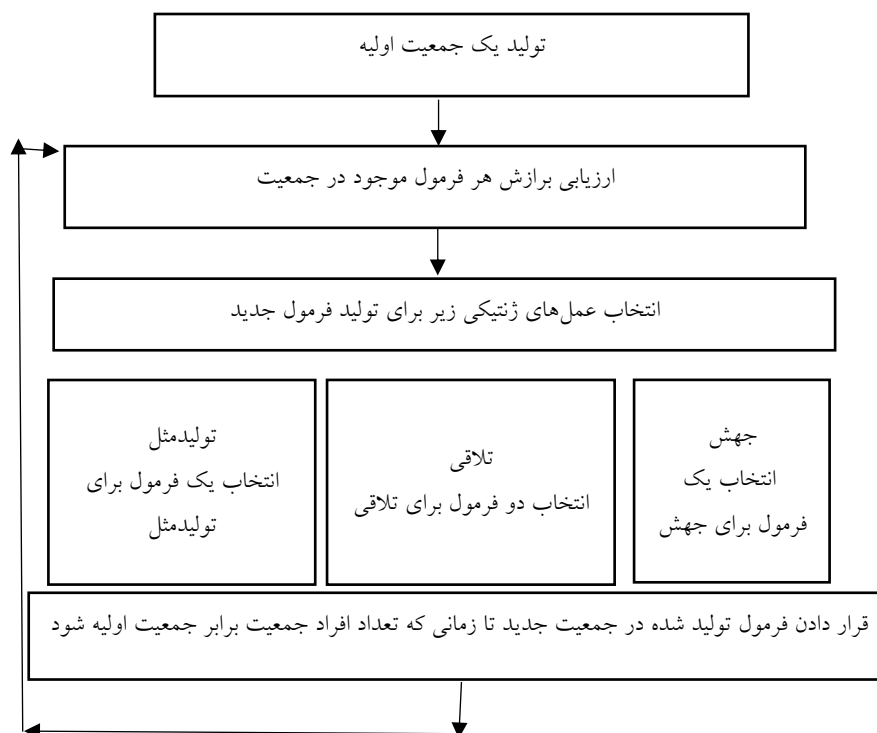 تولید یک جمعیت اولیه
ارزیابی برازش هر فرمول موجود در جمعیت
انتخاب عمل‌های ژنتیکی زیر برای تولید فرمول جدید
جهش
انتخاب یک
فرمول برای جهش
تلاقی
انتخاب دو فرمول برای تلاقی
تولیدمثل
انتخاب یک فرمول برای
تولیدمثل
قرار دادن فرمول تولید شده در جمعیت جدید تا زمانی که تعداد افراد جمعیت برابر جمعیت اولیه شود